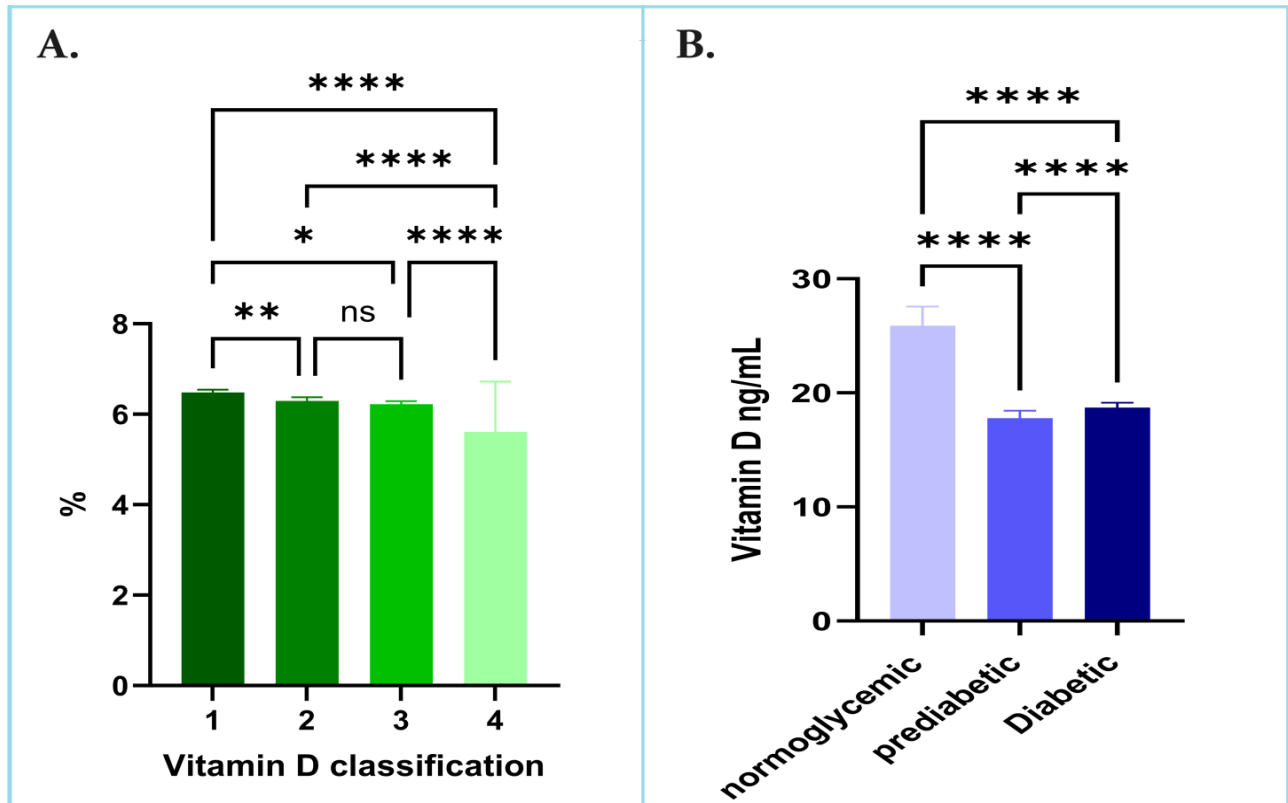 A.
****
****
*
****
**
ns
8
6
4
2
0
%
1 2 3 4
Vitamin D classification
B.
****
****
****
30
20
10
0
Vitamin D ng/mL
normoglycemic
prediabetic
Diabetic